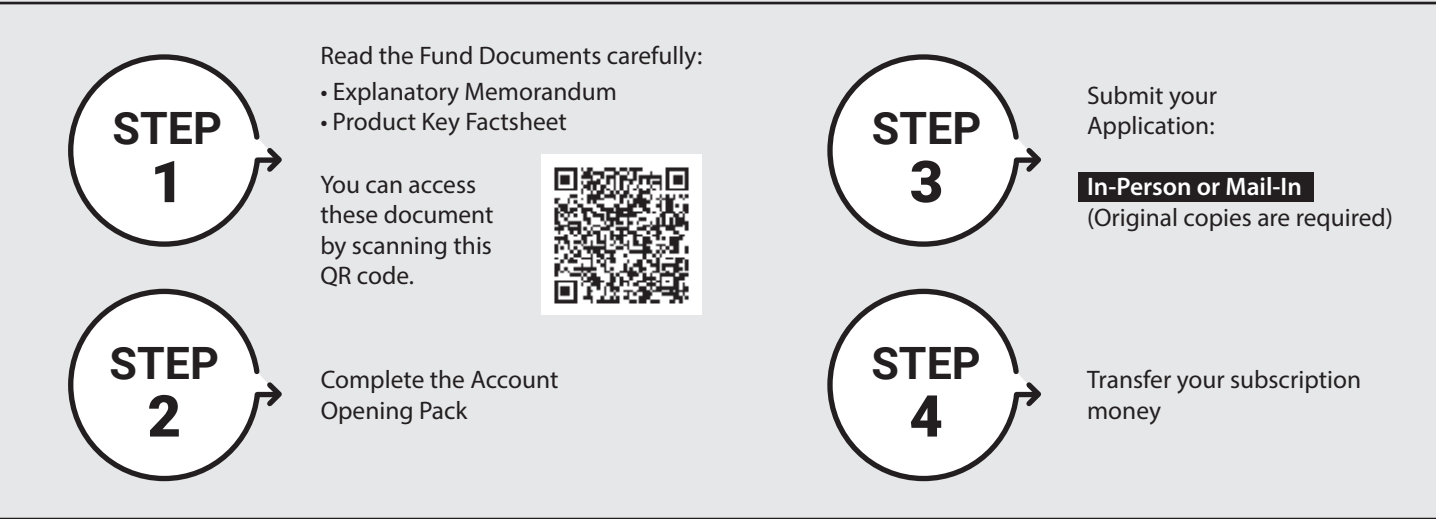 STEP
1
Read the Fund Documents carefully:
• Explanatory Memorandum
• Product Key Factsheet
You can access
these document
by scanning this
QR code.
STEP
2
Complete the Account
Opening Pack
STEP
3
Submit your
Application:
In-Person or Mail-In
(Original copies are required)
STEP
4
Transfer your subscription
money